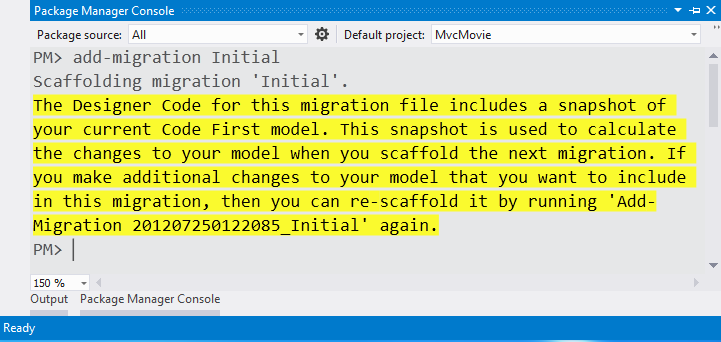 Package Manager Console
Package source: All Default project: MvcMovie
PM> add-migration Initial
Scaffolding migration 'Initial'.
The Designer Code for this migration file includes a snapshot of
your current Code First model. This snapshot is used to calculate
the changes to your model when you scaffold the next migration. If
you make additional changes to your model that you want to include
in this migration, then you can re-scaffold it by running 'Add-
Migration 201207250122085_Initial' again.
PM>
150 %
Output Package Manager Console
Ready